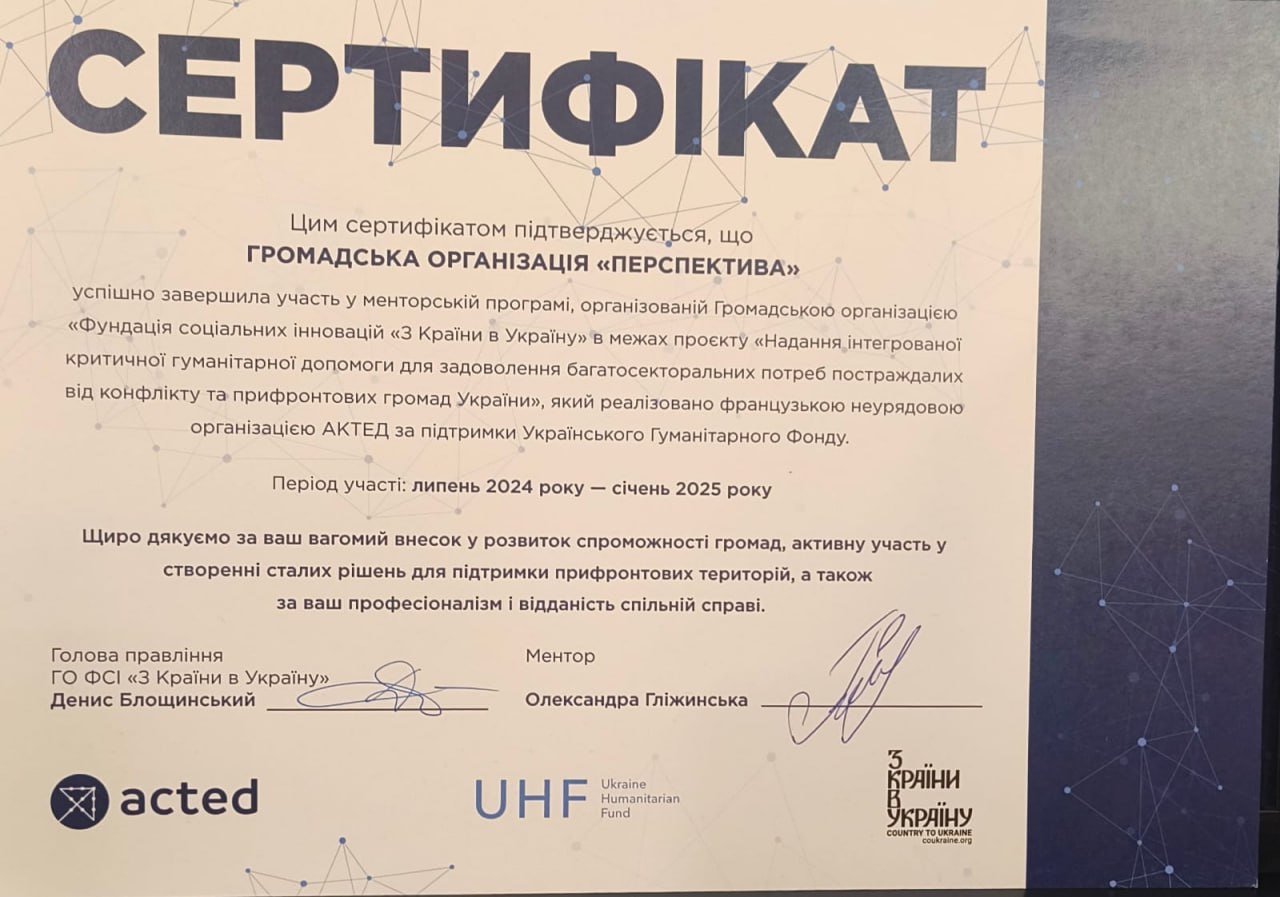 СЕРТИФІКАТ
Цим сертифікатом підтверджується, що
ГРОМАДСЬКА ОРГАНІЗАЦІЯ «ПЕРСПЕКТИВА»
успішно завершила участь у менторській програмі, організованій Громадською організацією
«Фундація соціальних інновацій «З Країни в Україну» в межах проєкту «Надання інтегрованої
критичної гуманітарної допомоги для задоволення багатосекторальних потреб постраждалих
від конфлікту та прифронтових громад України», який реалізовано французькою неурядовою
організацією АКТЕД за підтримки Українського Гуманітарного Фонду.
Період участі: липень 2024 року — січень 2025 року
Щиро дякуємо за ваш вагомий внесок у розвиток спроможності громад, активну участь у
створенні сталих рішень для підтримки прифронтових територій, а також
за ваш професіоналізм і відданість спільній справі.
Голова правління
ГО ФСІ «З Країни в Україну»
Денис Блощинський
Ментор
Олександра Гліжинська
acted
UHF
Ukraine
Humanitarian
Fund
З
КРАЇНИ
В
УКРАЇНУ
COUNTRY TO UKRAINE
coukraine.org